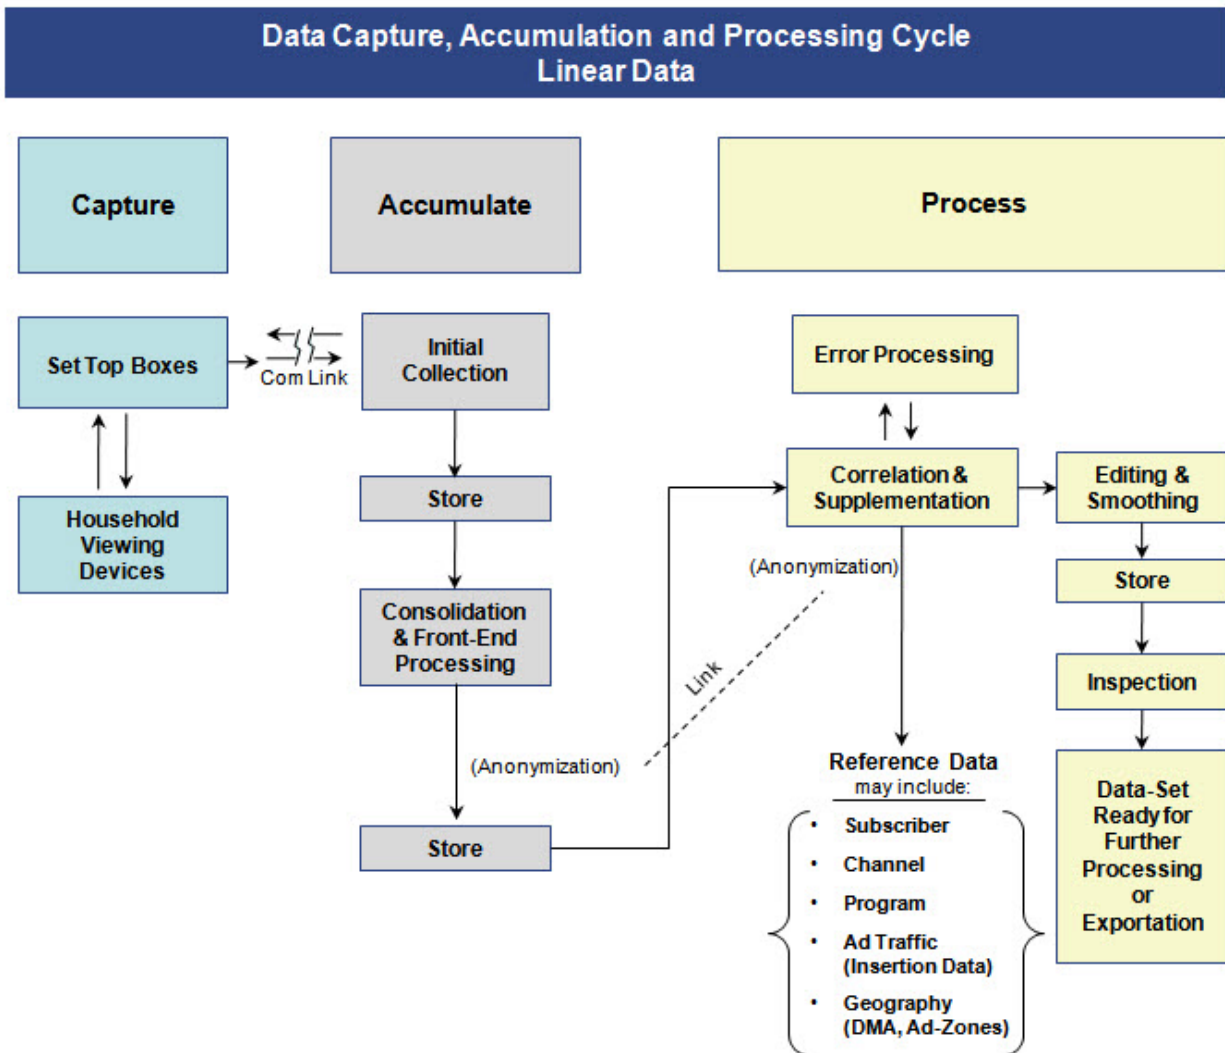 Data Capture, Accumulation and Processing Cycle
Linear Data
Capture
Accumulate
Process
Set Top Boxes
Com Link
Initial
Collection
Error Processing
Household
Viewing
Devices
Store
Consolidation
& Front-End
Processing
(Anonymization)
Store
Link
(Anonymization)
Correlation &
Supplementation
Editing &
Smoothing
Store
Inspection
Data-Set
Ready for
Further
Processing
or
Exportation
Reference Data
may include:
• Subscriber
• Channel
• Program
• Ad Traffic
(Insertion Data)
• Geography
(DMA, Ad-Zones)